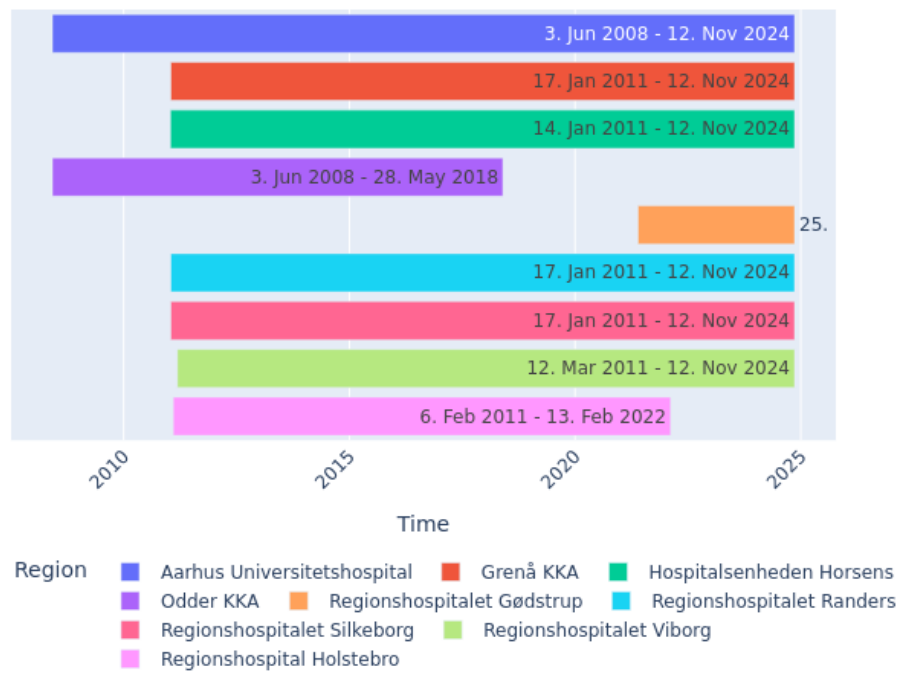 3. Jun 2008 - 12. Nov 2024
17. Jan 2011 - 12. Nov 2024
14. Jan 2011 - 12. Nov 2024
3. Jun 2008 - 28. May 2018
25.
17. Jan 2011 - 12. Nov 2024
17. Jan 2011 - 12. Nov 2024
12. Mar 2011 - 12. Nov 2024
6. Feb 2011 - 13. Feb 2022
2010 2015 2020 2025
Time
Region Aarhus Universitetshospital Grenå KKA Hospitalsenheden Horsens
Odder KKA Regionshospitalet Gødstrup Regionshospitalet Randers
Regionshospitalet Silkeborg Regionshospitalet Viborg
Regionshospital Holstebro